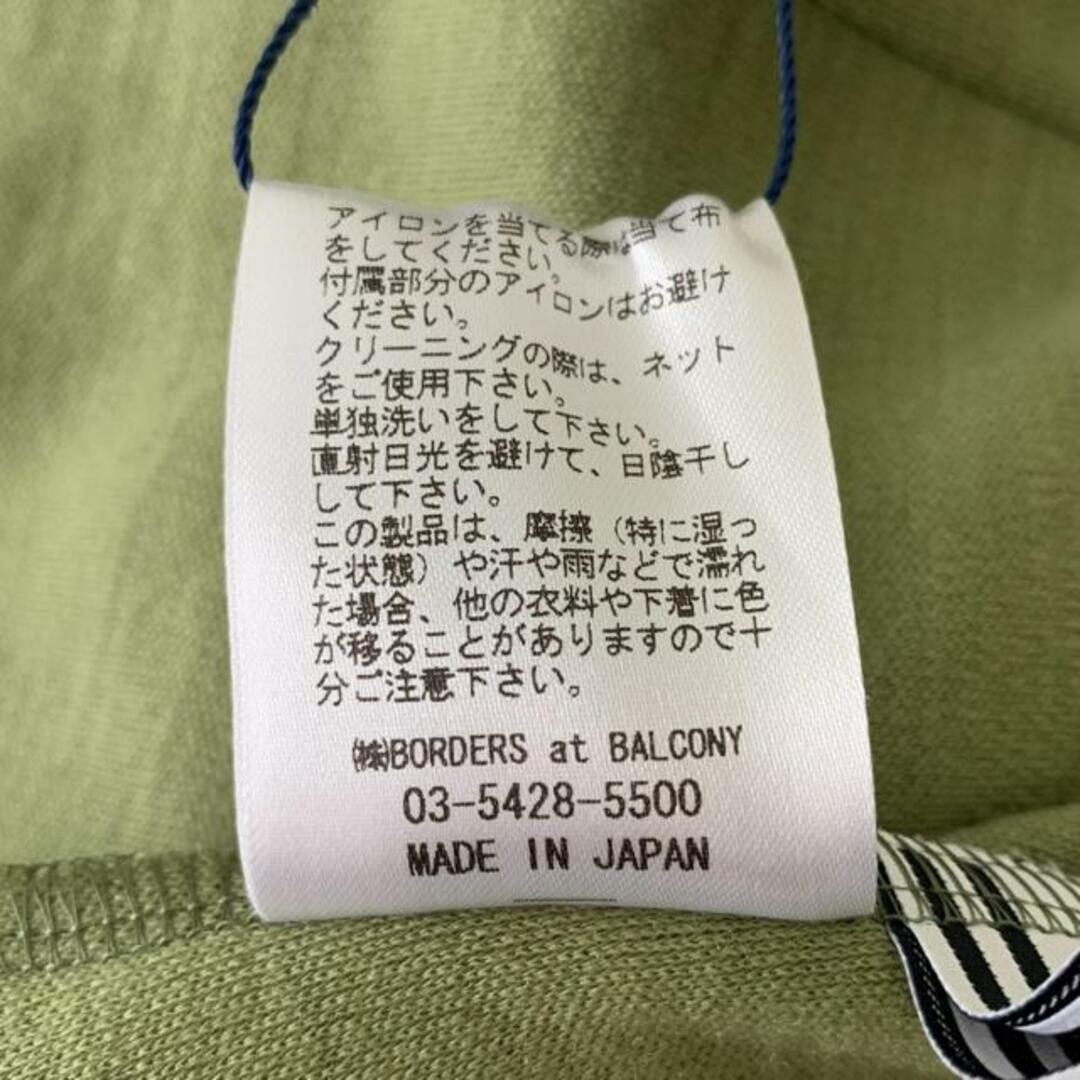 アイロンを当てる際は当て布
をしてください。
付属部分のアイロンはお避け
ください。
クリーニングの際は、ネット
をご使用下さい。
単独洗いをして下さい。
直射日光を避けて、日陰干し
して下さい。
この製品は、摩擦（特に湿っ
た状態）や汗や雨などで濡れ
た場合、他の衣料や下着に色
が移ることがありますので十
分ご注意下さい。
㈱BORDERS at BALCONY
03-5428-5500
MADE IN JAPAN